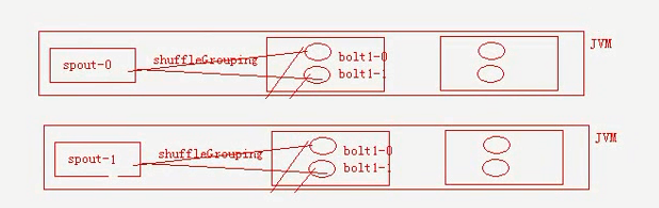 JVM
spout-0
shuffleGrouping
bolt1-0
bolt1-1
JVM
spout-1
shuffleGrouping
bolt1-0
bolt1-1